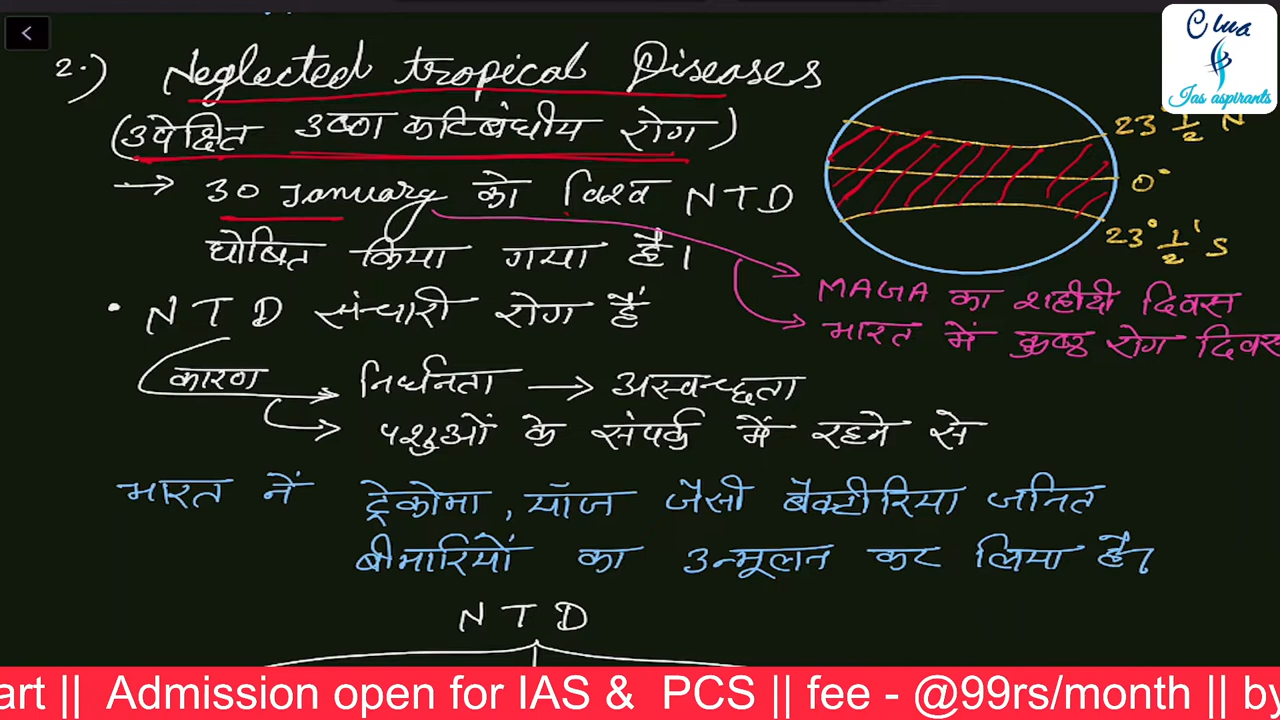 <
Clua
Ias aspirants
2.) Neglected tropical Diseases
(उपेक्षित उष्ण कटिबंधीय रोग)
→ 30 January को विश्व NTD
घोषित किया गया है।
23° 1/2 N
0°
23° 1/2' S
MAGA का शहीदी दिवस
भारत में कुष्ठ रोग दिवस
• NTD संचारी रोग हैं
कारण → निर्धनता → अस्वच्छता
→ पशुओं के संपर्क में रहने से
भारत नें ट्रेकोमा, यॉज जैसी बैक्टीरिया जनित
बीमारियों का उन्मूलन कर लिया है।
NTD
art || Admission open for IAS & PCS || fee - @99rs/month || by